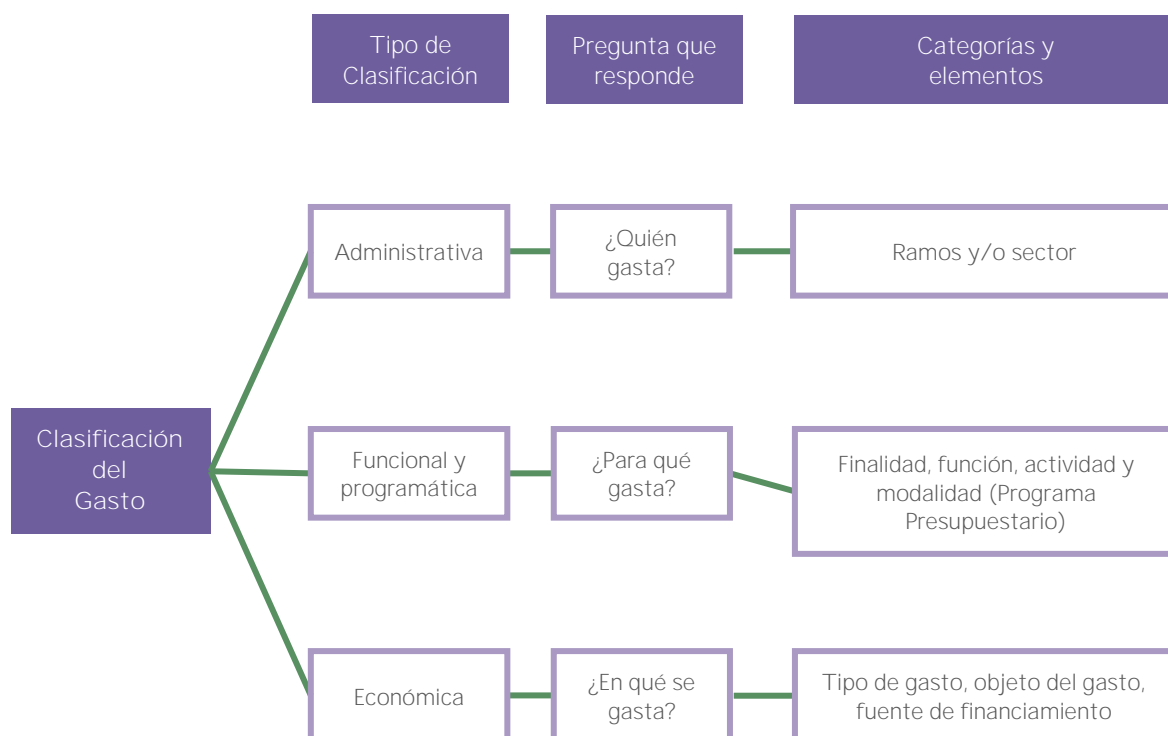 Tipo de
Clasificación
Pregunta que
responde
Categorías y
elementos
Administrativa
¿Quién
gasta?
Ramos y/o sector
Clasificación
del
Gasto
Funcional y
programática
¿Para qué
gasta?
Finalidad, función, actividad y
modalidad (Programa
Presupuestario)
Económica
¿En qué se
gasta?
Tipo de gasto, objeto del gasto,
fuente de financiamiento